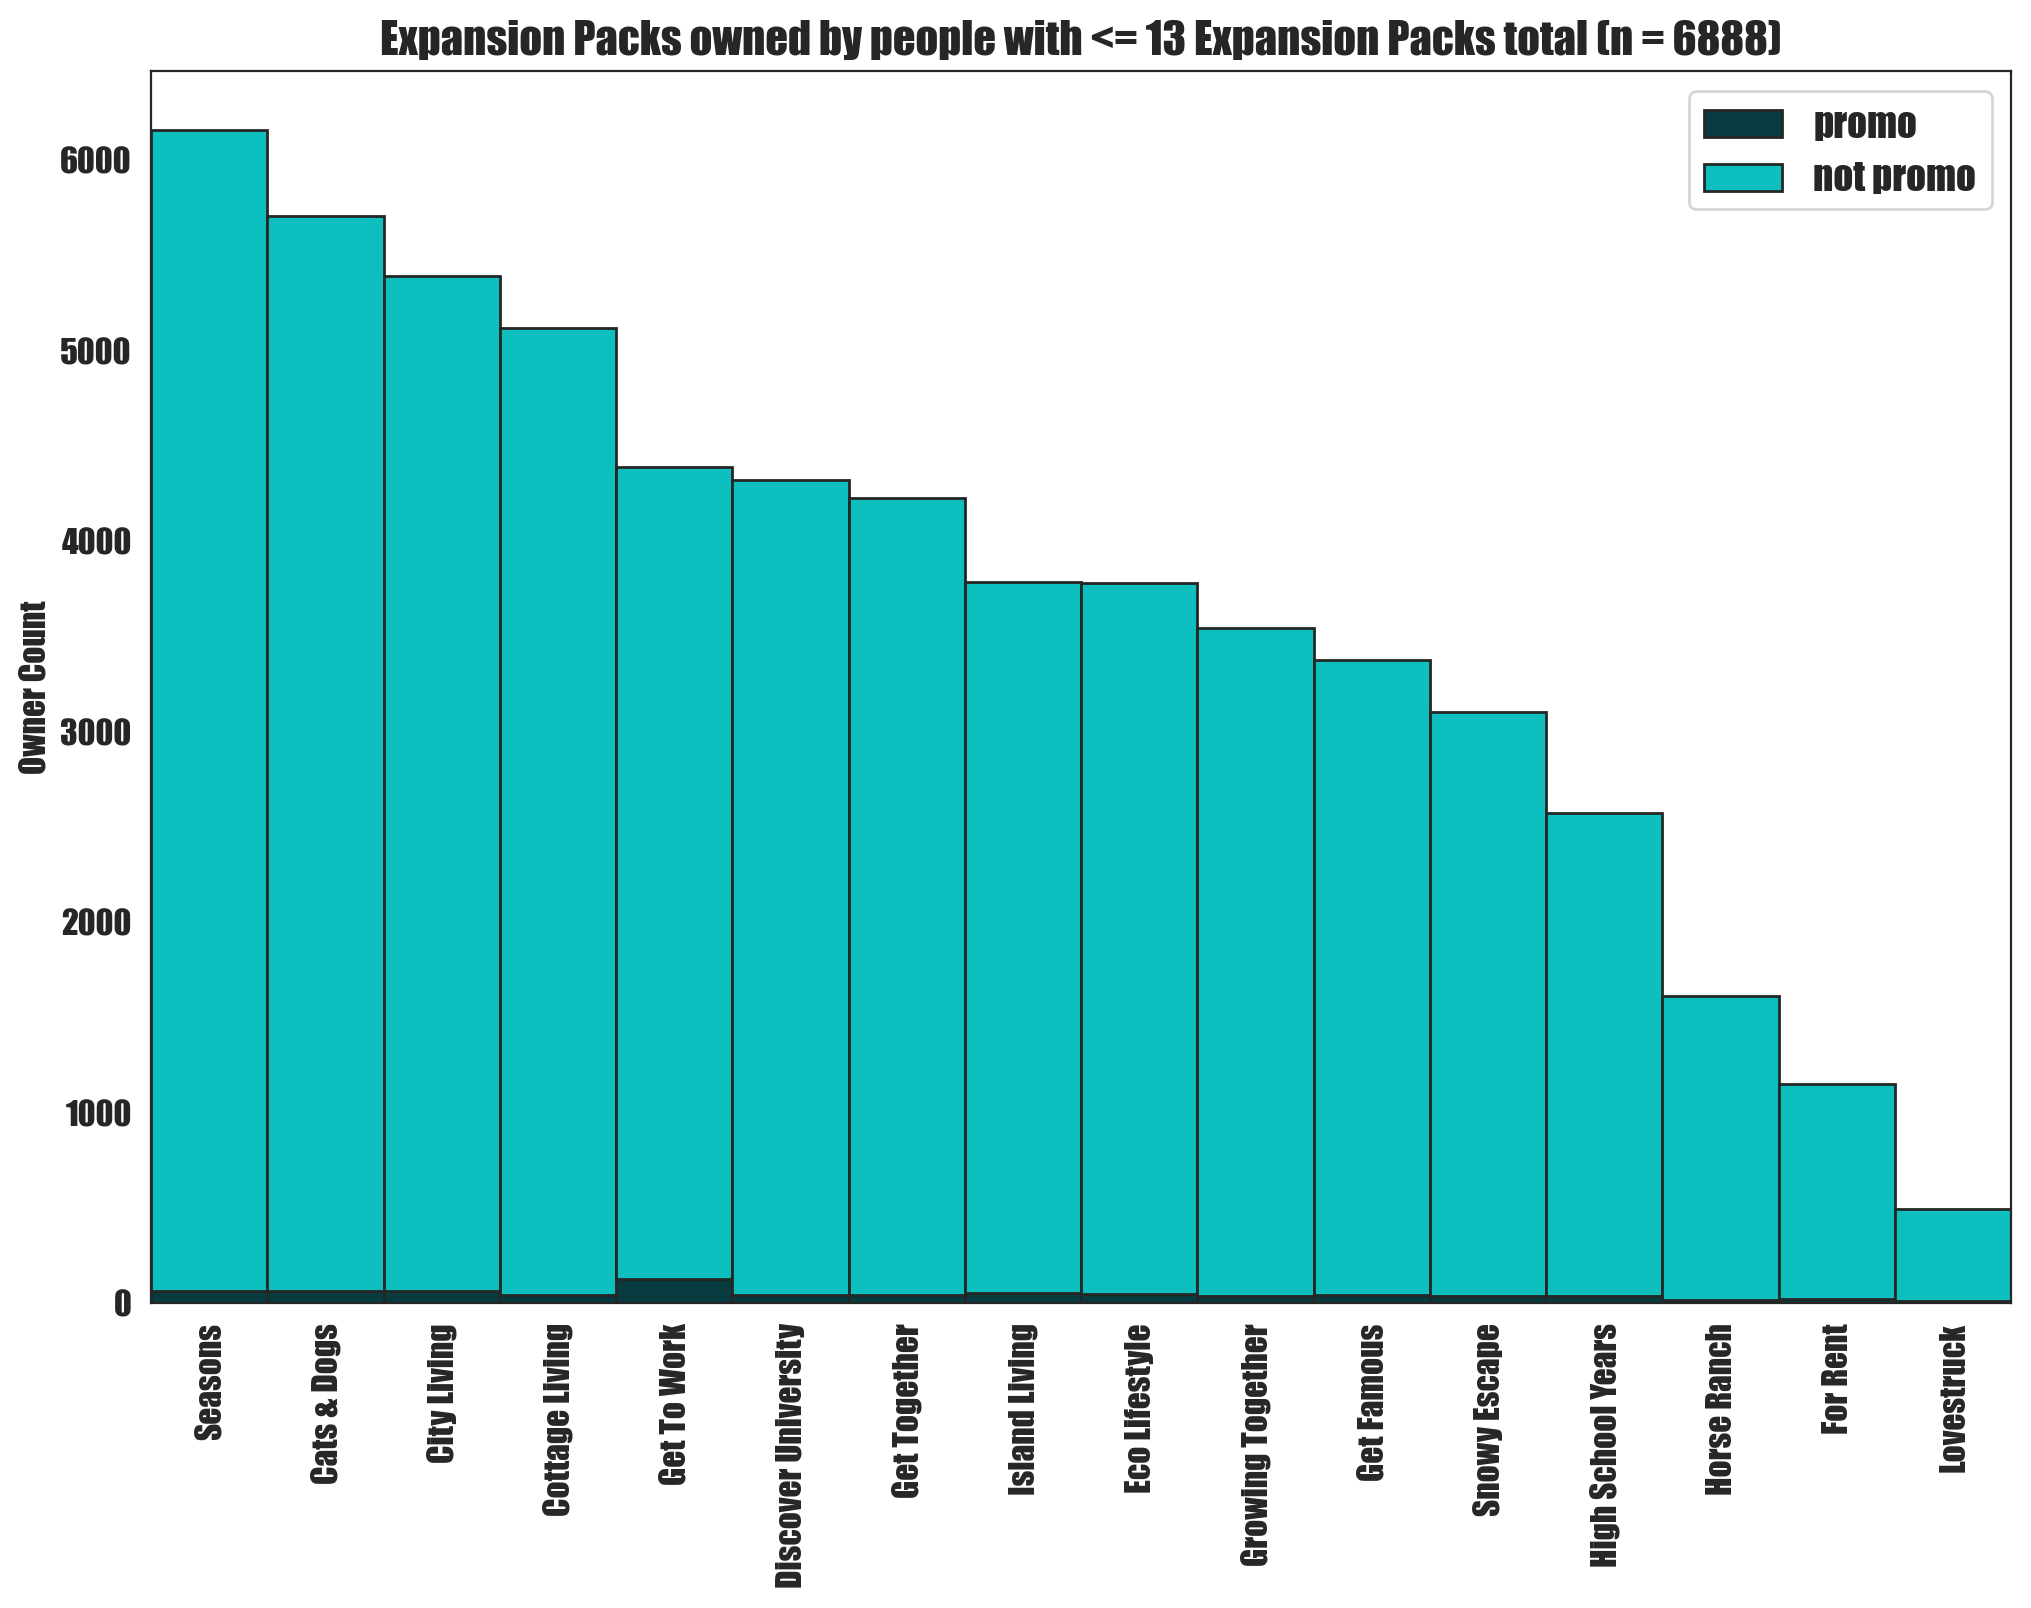 Expansion Packs owned by people with <= 13 Expansion Packs total (n = 6888)
promo
not promo
Owner Count
6000
5000
4000
3000
2000
1000
0
Seasons
Cats & Dogs
City Living
Cottage Living
Get To Work
Discover University
Get Together
Island Living
Eco Lifestyle
Growing Together
Get Famous
Snowy Escape
High School Years
Horse Ranch
For Rent
Lovestruck